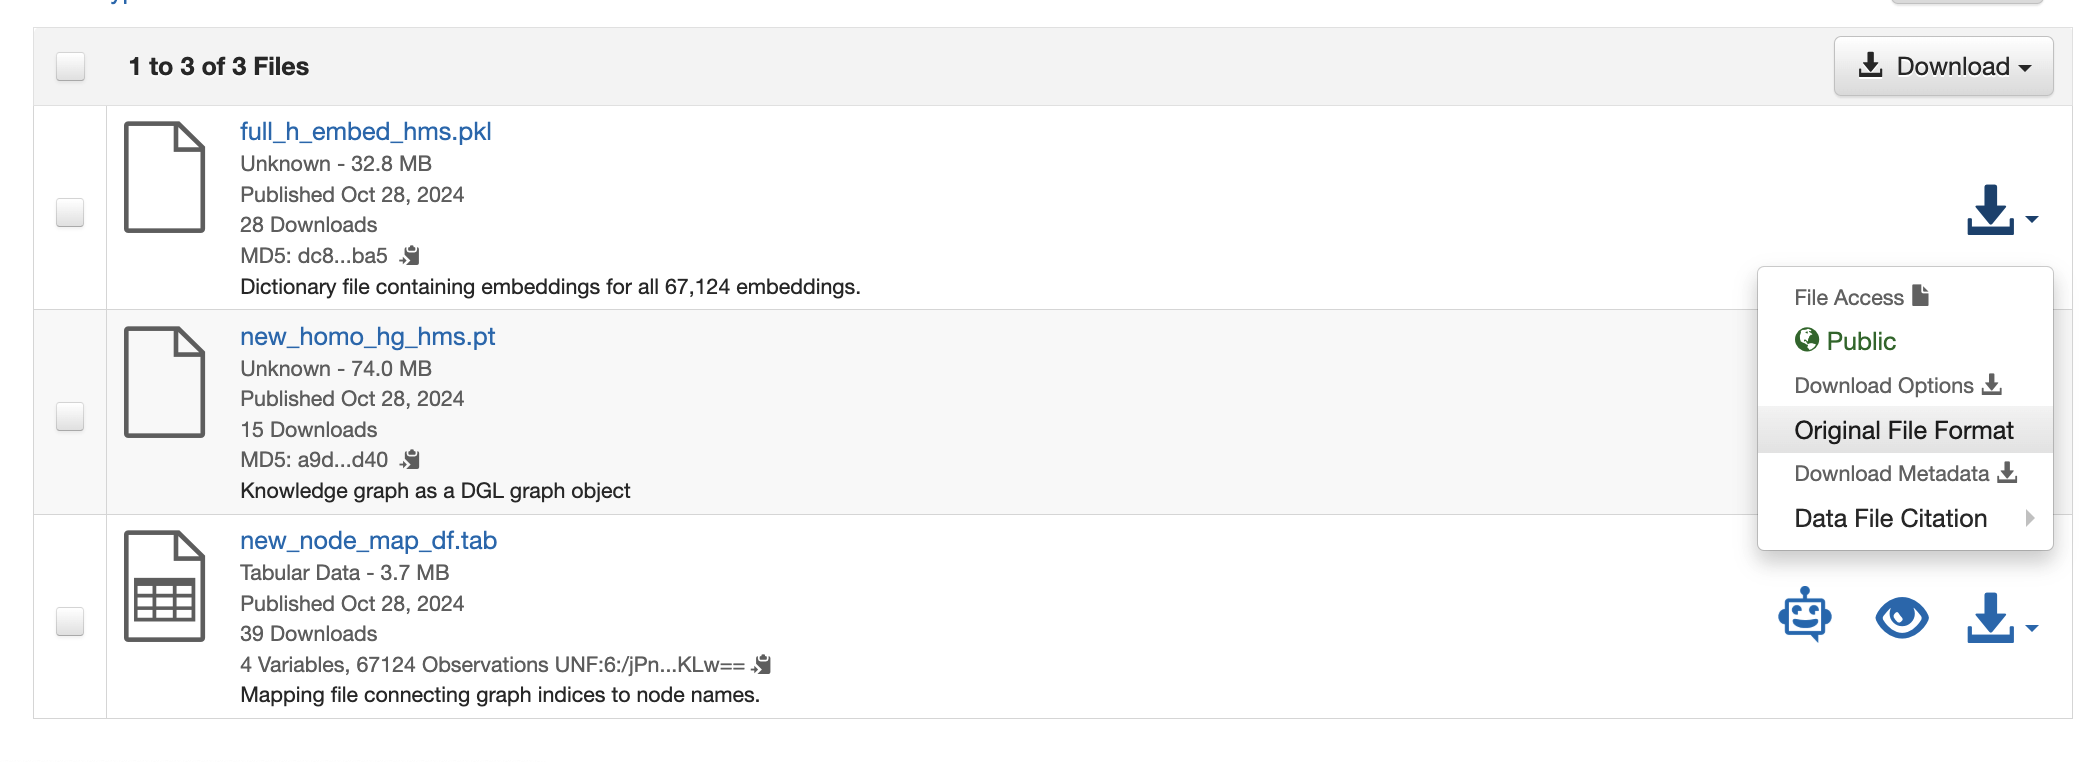 1 to 3 of 3 Files
Download
full_h_embed_hms.pkl
Unknown - 32.8 MB
Published Oct 28, 2024
28 Downloads
MD5: dc8...ba5
Dictionary file containing embeddings for all 67,124 embeddings.
new_homo_hg_hms.pt
Unknown - 74.0 MB
Published Oct 28, 2024
15 Downloads
MD5: a9d...d40
Knowledge graph as a DGL graph object
File Access
Public
Download Options
Original File Format
Download Metadata
Data File Citation
new_node_map_df.tab
Tabular Data - 3.7 MB
Published Oct 28, 2024
39 Downloads
4 Variables, 67124 Observations UNF:6:/jPn...KLw==
Mapping file connecting graph indices to node names.